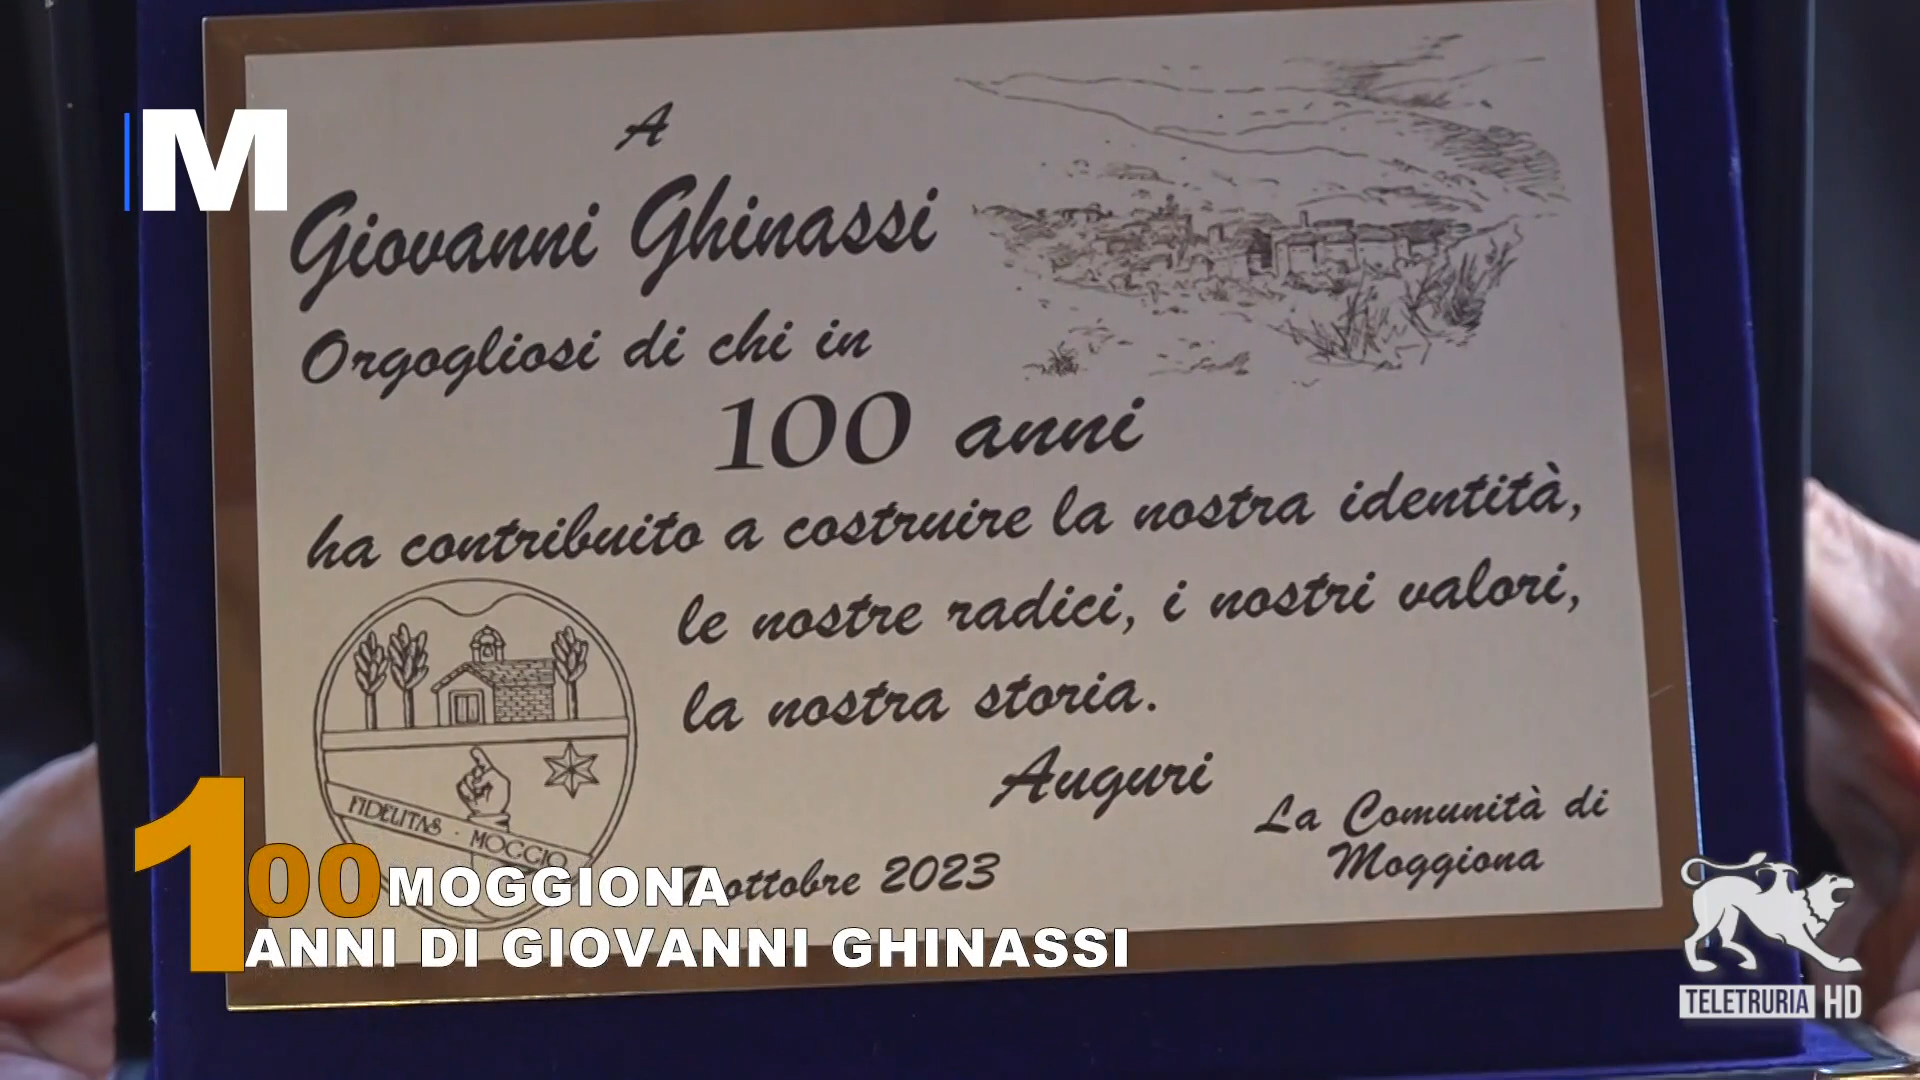 M
A
Giovanni Ghinassi
Orgogliosi di chi in
100 anni
ha contribuito a costruire la nostra identità,
le nostre radici, i nostri valori,
la nostra storia.
Auguri
La Comunità di
Moggiona
FIDELITAS · MOGGIO
ottobre 2023
100 MOGGIONA
ANNI DI GIOVANNI GHINASSI
TELETRURIA HD